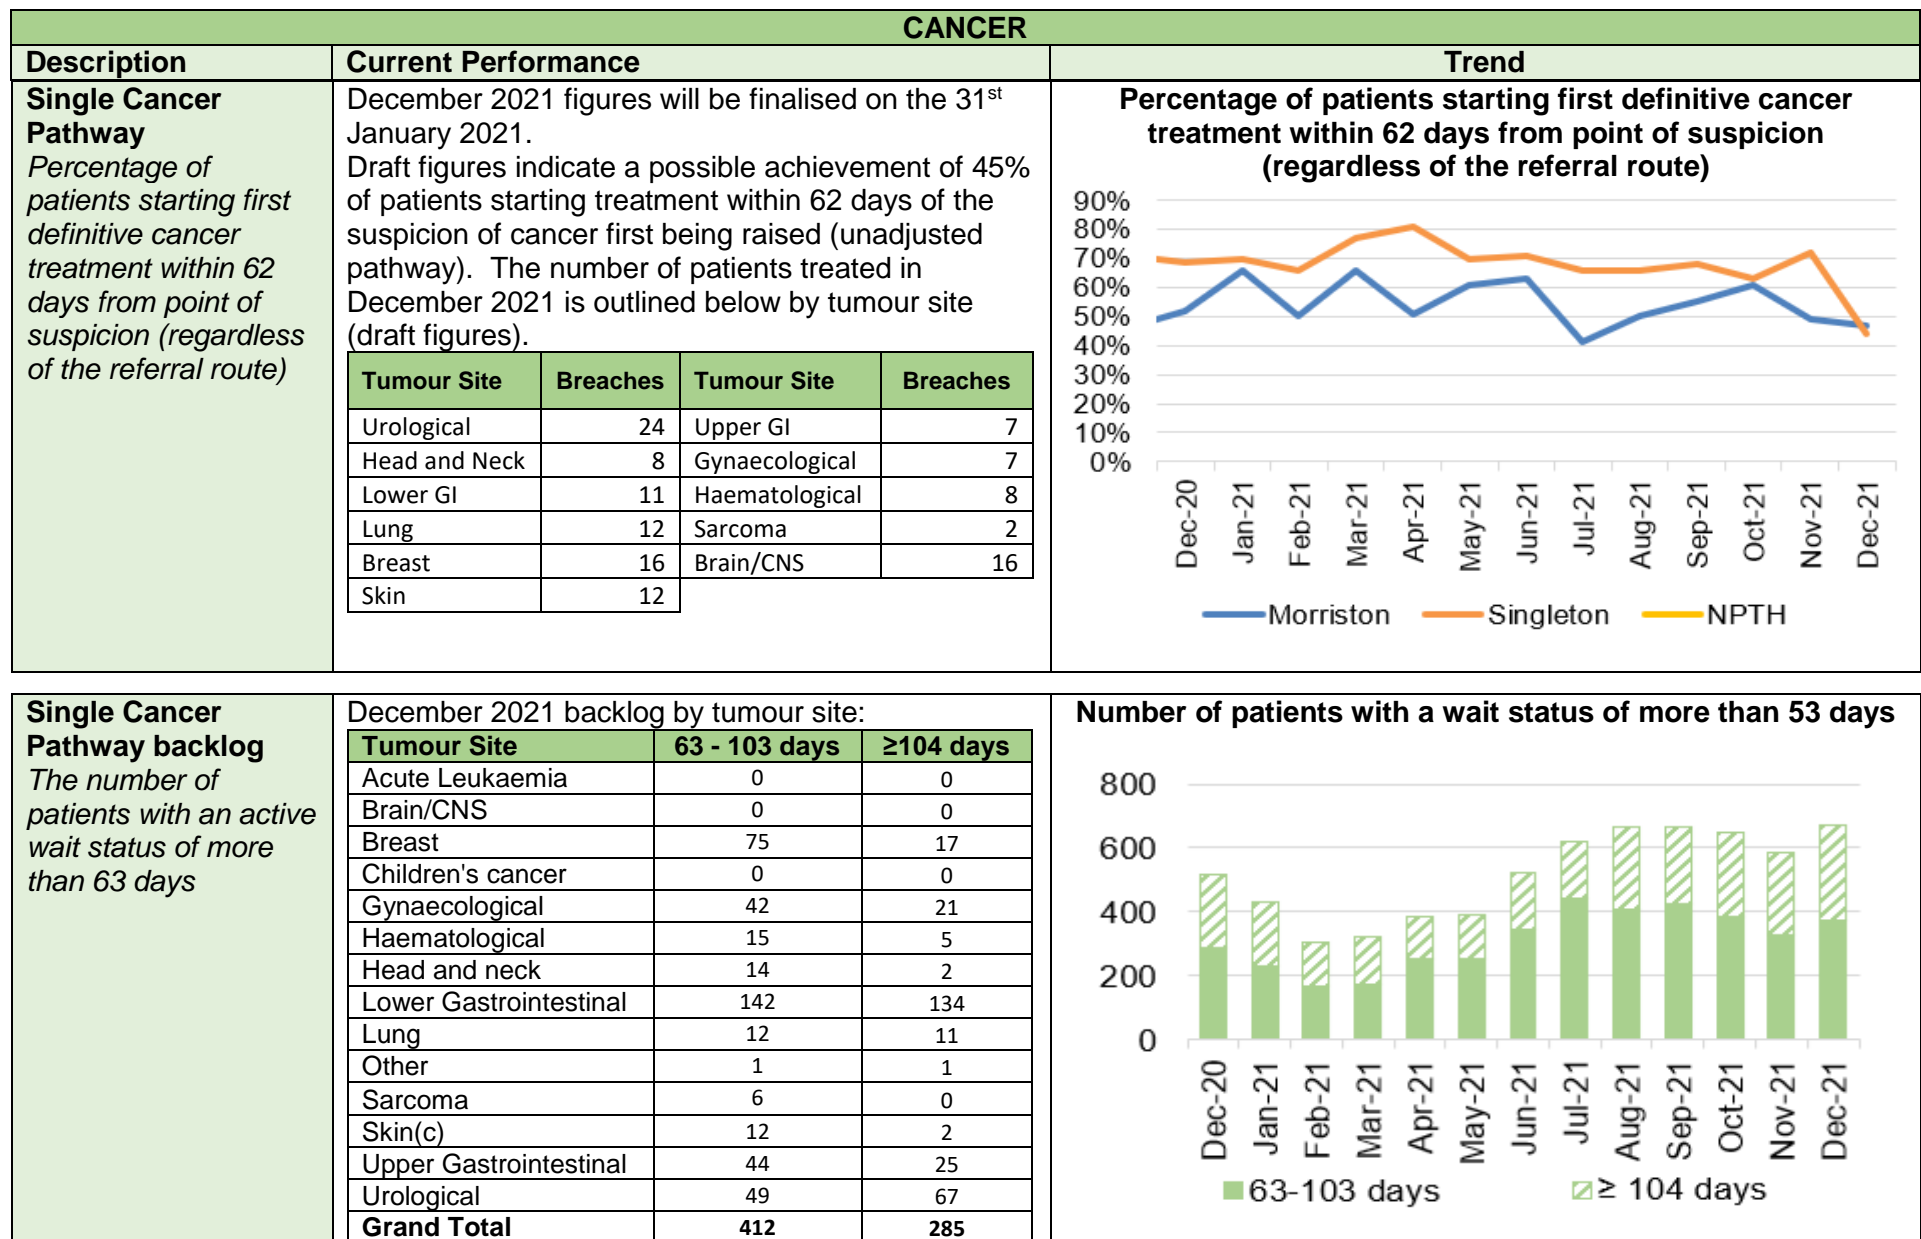 CANCER
Description Current Performance Trend
Single Cancer
Pathway
Percentage of
patients starting first
definitive cancer
treatment within 62
days from point of
suspicion (regardless
of the referral route)
December 2021 figures will be finalised on the 31st
January 2021.
Draft figures indicate a possible achievement of 45%
of patients starting treatment within 62 days of the
suspicion of cancer first being raised (unadjusted
pathway). The number of patients treated in
December 2021 is outlined below by tumour site
(draft figures).
Tumour Site Breaches Tumour Site Breaches
Urological 24 Upper GI 7
Head and Neck 8 Gynaecological 7
Lower GI 11 Haematological 8
Lung 12 Sarcoma 2
Breast 16 Brain/CNS 16
Skin 12
Percentage of patients starting first definitive cancer
treatment within 62 days from point of suspicion
(regardless of the referral route)
90%
80%
70%
60%
50%
40%
30%
20%
10%
0%
Dec-20 Jan-21 Feb-21 Mar-21 Apr-21 May-21 Jun-21 Jul-21 Aug-21 Sep-21 Oct-21 Nov-21 Dec-21
Morriston Singleton NPTH
Single Cancer
Pathway backlog
The number of
patients with an active
wait status of more
than 63 days
December 2021 backlog by tumour site:
Tumour Site 63 - 103 days ≥104 days
Acute Leukaemia 0 0
Brain/CNS 0 0
Breast 75 17
Children's cancer 0 0
Gynaecological 42 21
Haematological 15 5
Head and neck 14 2
Lower Gastrointestinal 142 134
Lung 12 11
Other 1 1
Sarcoma 6 0
Skin(c) 12 2
Upper Gastrointestinal 44 25
Urological 49 67
Grand Total 412 285
Number of patients with a wait status of more than 53 days
800
600
400
200
0
Dec-20 Jan-21 Feb-21 Mar-21 Apr-21 May-21 Jun-21 Jul-21 Aug-21 Sep-21 Oct-21 Nov-21 Dec-21
63-103 days ≥ 104 days